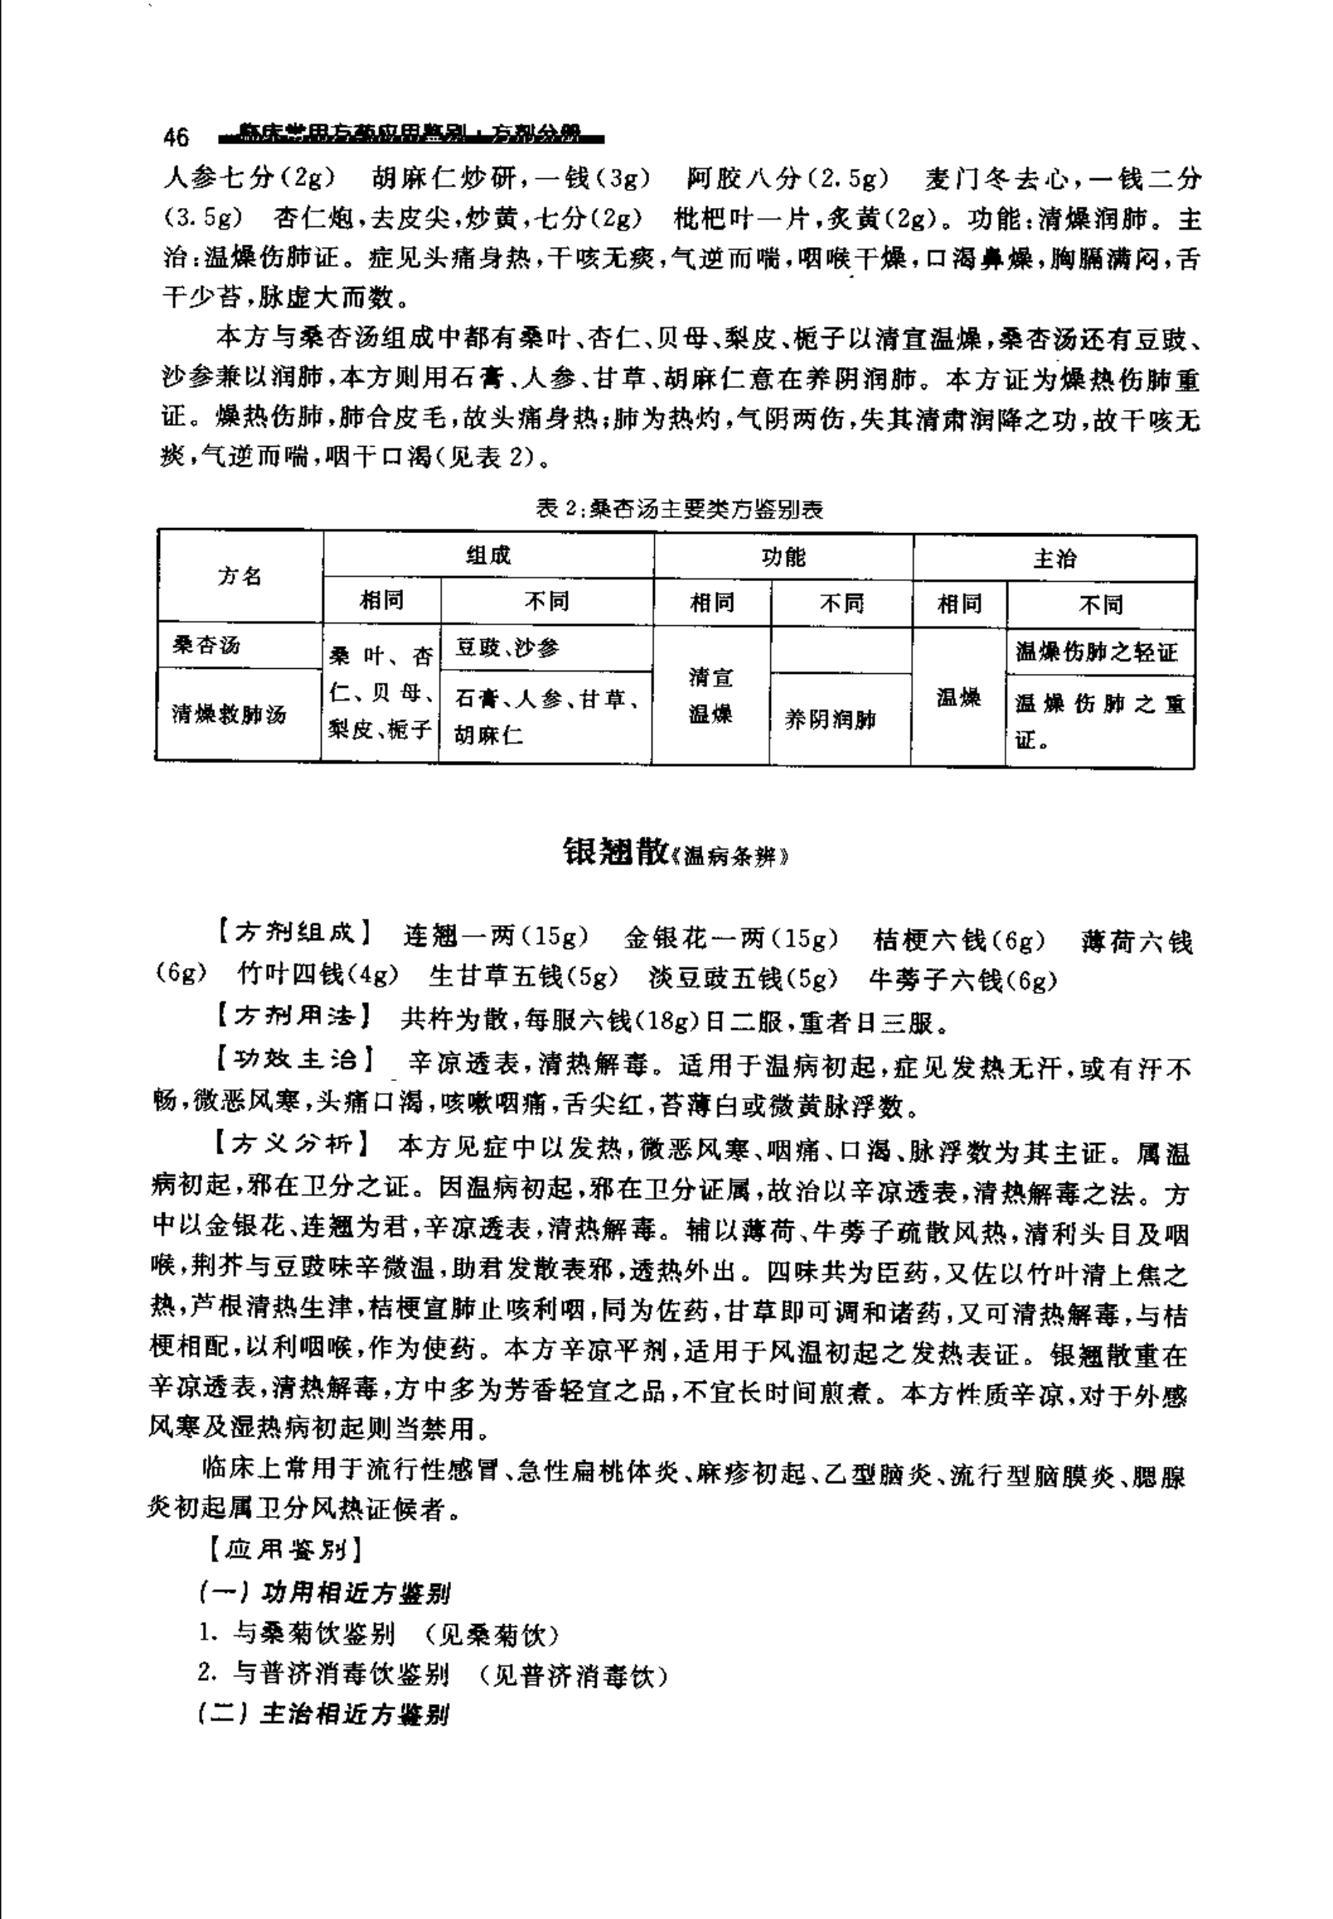 46 临床常用方药应用鉴别·方剂分册
人参七分(2g) 胡麻仁炒研,一钱(3g) 阿胶八分(2.5g) 麦门冬去心,一钱二分
(3.5g) 杏仁炮,去皮尖,炒黄,七分(2g) 枇杷叶一片,炙黄(2g)。功能:清燥润肺。主
治:温燥伤肺证。症见头痛身热,干咳无痰,气逆而喘,咽喉干燥,口渴鼻燥,胸膈满闷,舌
干少苔,脉虚大而数。
本方与桑杏汤组成中都有桑叶、杏仁、贝母、梨皮、栀子以清宣温燥,桑杏汤还有豆豉、
沙参兼以润肺,本方则用石膏、人参、甘草、胡麻仁意在养阴润肺。本方证为燥热伤肺重
证。燥热伤肺,肺合皮毛,故头痛身热;肺为热灼,气阴两伤,失其清肃润降之功,故干咳无
痰,气逆而喘,咽干口渴(见表 2)。
表 2:桑杏汤主要类方鉴别表
方名 组成 功能 主治
相同 不同 相同 不同 相同 不同
桑杏汤 桑叶、杏仁、贝母、梨皮、栀子 豆豉、沙参 清宣温燥 温燥 温燥伤肺之轻证
清燥救肺汤 石膏、人参、甘草、胡麻仁 养阴润肺 温燥伤肺之重证。
银翘散《温病条辨》
【方剂组成】 连翘一两(15g) 金银花一两(15g) 桔梗六钱(6g) 薄荷六钱
(6g) 竹叶四钱(4g) 生甘草五钱(5g) 淡豆豉五钱(5g) 牛蒡子六钱(6g)
【方剂用法】 共杵为散,每服六钱(18g)日二服,重者日三服。
【功效主治】 辛凉透表,清热解毒。适用于温病初起,症见发热无汗,或有汗不
畅,微恶风寒,头痛口渴,咳嗽咽痛,舌尖红,苔薄白或微黄脉浮数。
【方义分析】 本方见症中以发热,微恶风寒、咽痛、口渴、脉浮数为其主证。属温
病初起,邪在卫分之证。因温病初起,邪在卫分证属,故治以辛凉透表,清热解毒之法。方
中以金银花、连翘为君,辛凉透表,清热解毒。辅以薄荷、牛蒡子疏散风热,清利头目及咽
喉,荆芥与豆豉味辛微温,助君发散表邪,透热外出。四味共为臣药,又佐以竹叶清上焦之
热,芦根清热生津,桔梗宣肺止咳利咽,同为佐药,甘草即可调和诸药,又可清热解毒,与桔
梗相配,以利咽喉,作为使药。本方辛凉平剂,适用于风温初起之发热表证。银翘散重在
辛凉透表,清热解毒,方中多为芳香轻宣之品,不宜长时间煎煮。本方性质辛凉,对于外感
风寒及湿热病初起则当禁用。
临床上常用于流行性感冒、急性扁桃体炎、麻疹初起、乙型脑炎、流行型脑膜炎、腮腺
炎初起属卫分风热证候者。
【应用鉴别】
(一)功用相近方鉴别
1. 与桑菊饮鉴别 (见桑菊饮)
2. 与普济消毒饮鉴别 (见普济消毒饮)
(二)主治相近方鉴别